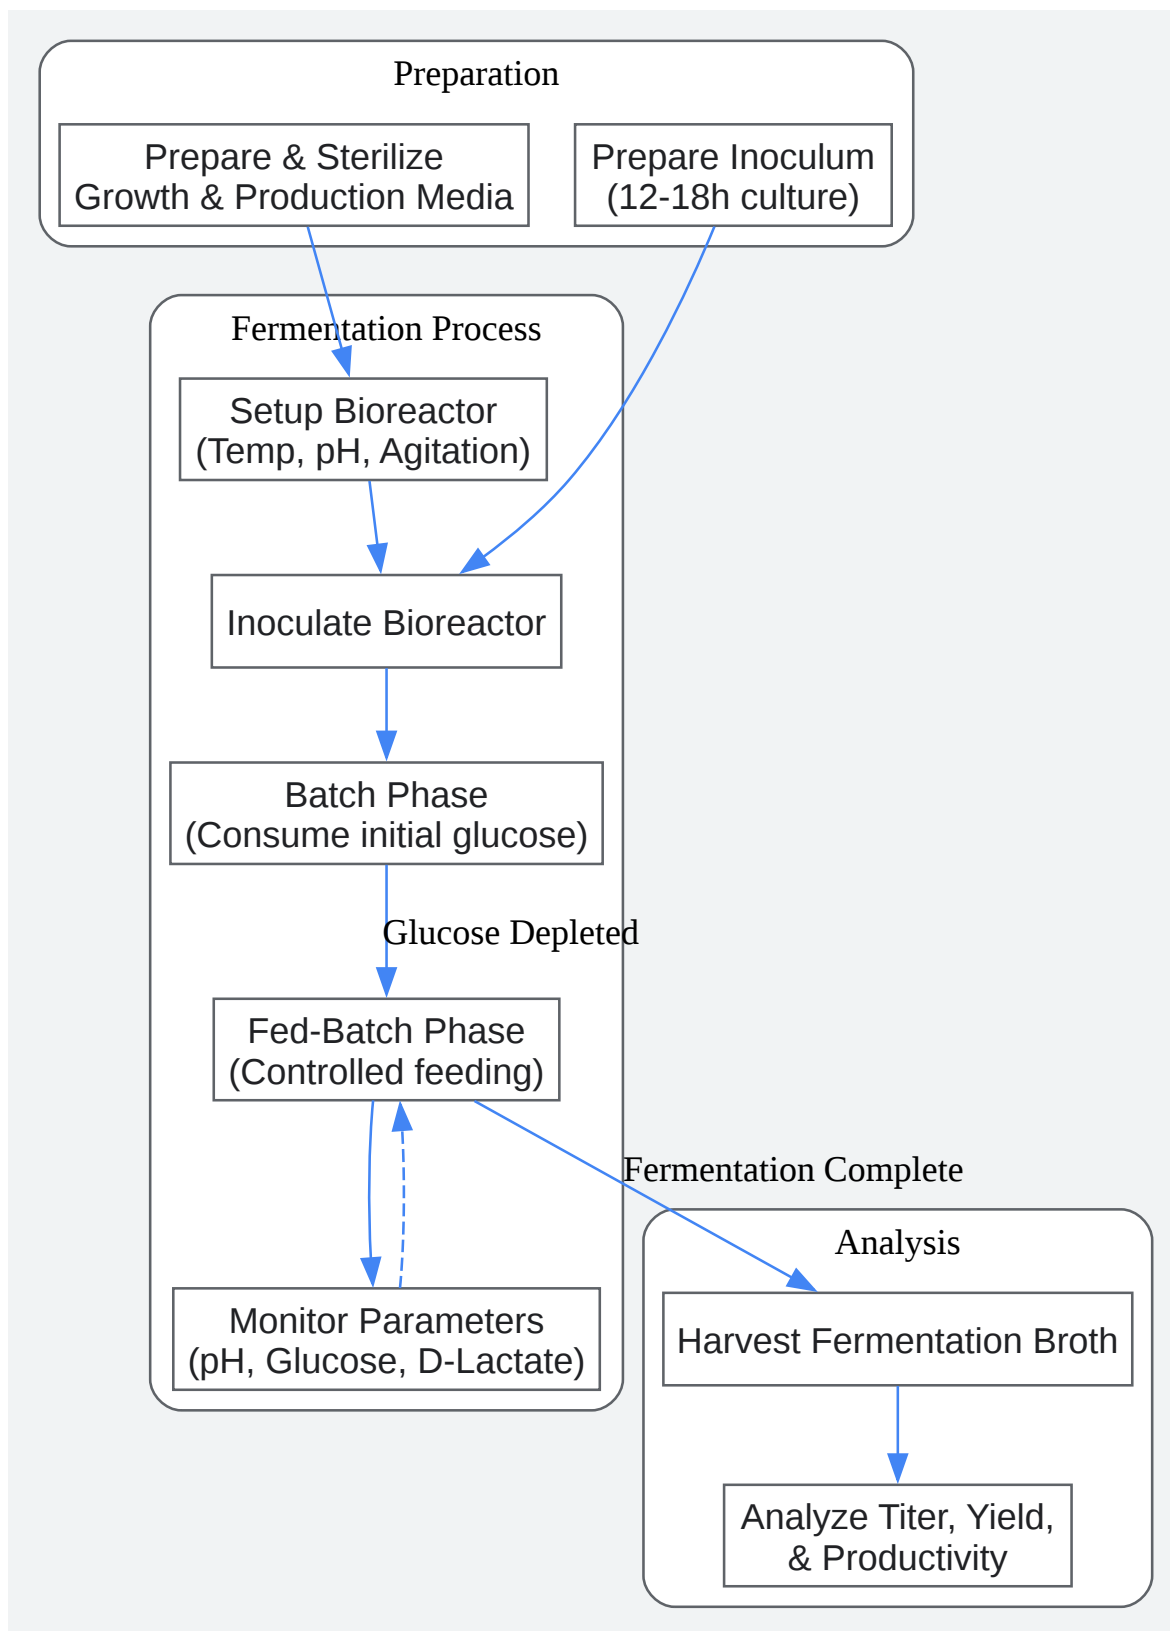 Preparation
Prepare & Sterilize
Growth & Production Media
Prepare Inoculum
(12-18h culture)
Fermentation Process
Setup Bioreactor
(Temp, pH, Agitation)
Inoculate Bioreactor
Batch Phase
(Consume initial glucose)
Glucose Depleted
Fed-Batch Phase
(Controlled feeding)
Fermentation Complete
Monitor Parameters
(pH, Glucose, D-Lactate)
Analysis
Harvest Fermentation Broth
Analyze Titer, Yield,
& Productivity